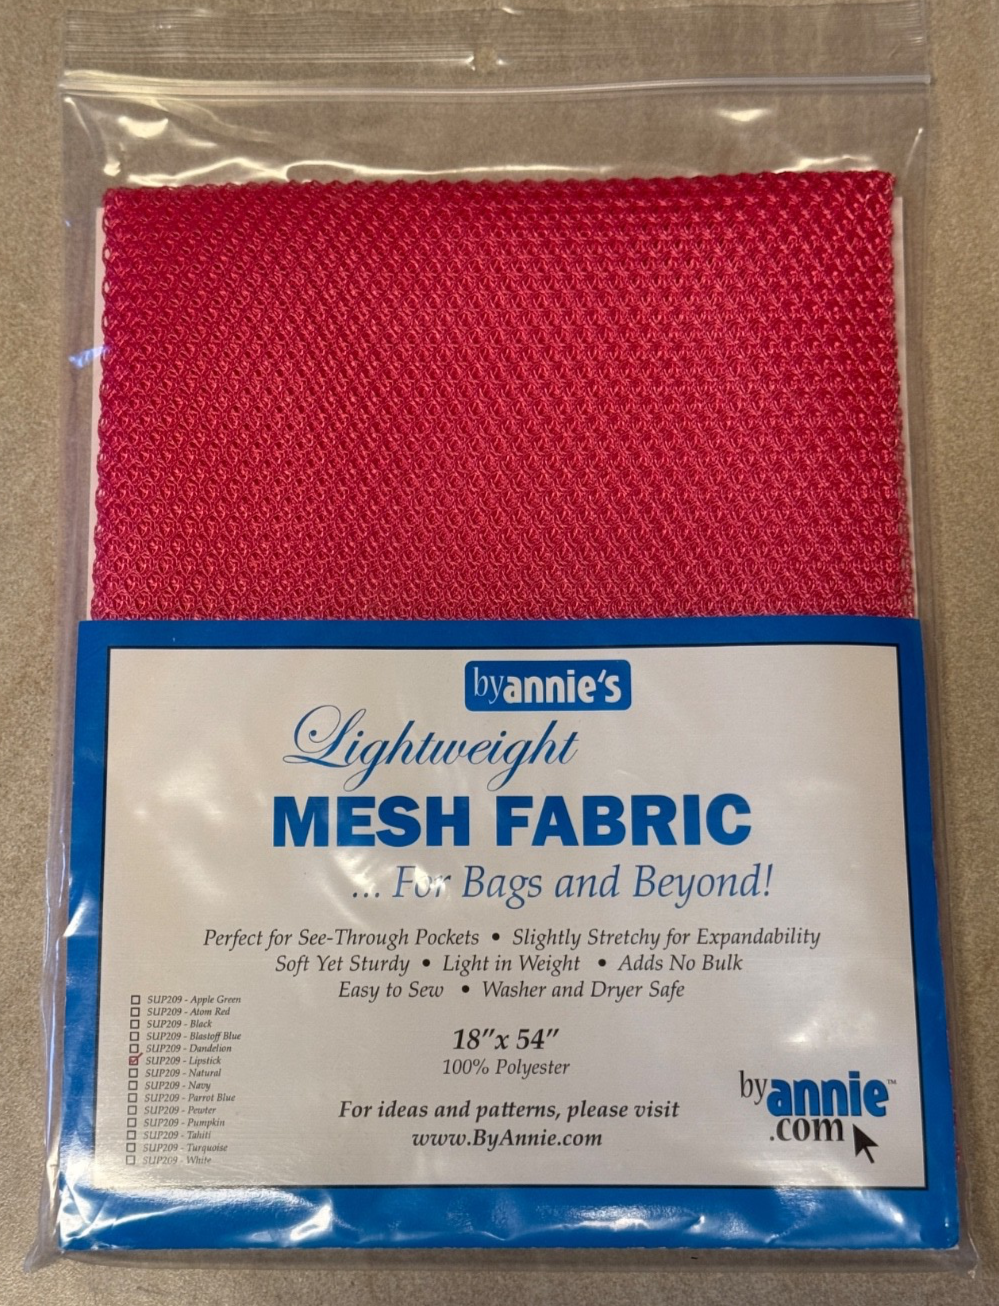 byannie's
Lightweight
MESH FABRIC
... For Bags and Beyond!
Perfect for See-Through Pockets • Slightly Stretchy for Expandability
Soft Yet Sturdy • Light in Weight • Adds No Bulk
Easy to Sew • Washer and Dryer Safe
18"x 54"
100% Polyester
For ideas and patterns, please visit
www.ByAnnie.com
SUP209 - Apple Green
SUP209 - Atom Red
SUP209 - Black
SUP209 - Blastoff Blue
SUP209 - Dandelion
SUP209 - Lipstick
SUP209 - Natural
SUP209 - Navy
SUP209 - Parrot Blue
SUP209 - Pewter
SUP209 - Pumpkin
SUP209 - Tahiti
SUP209 - Turquoise
SUP209 - White
byannie™
.com